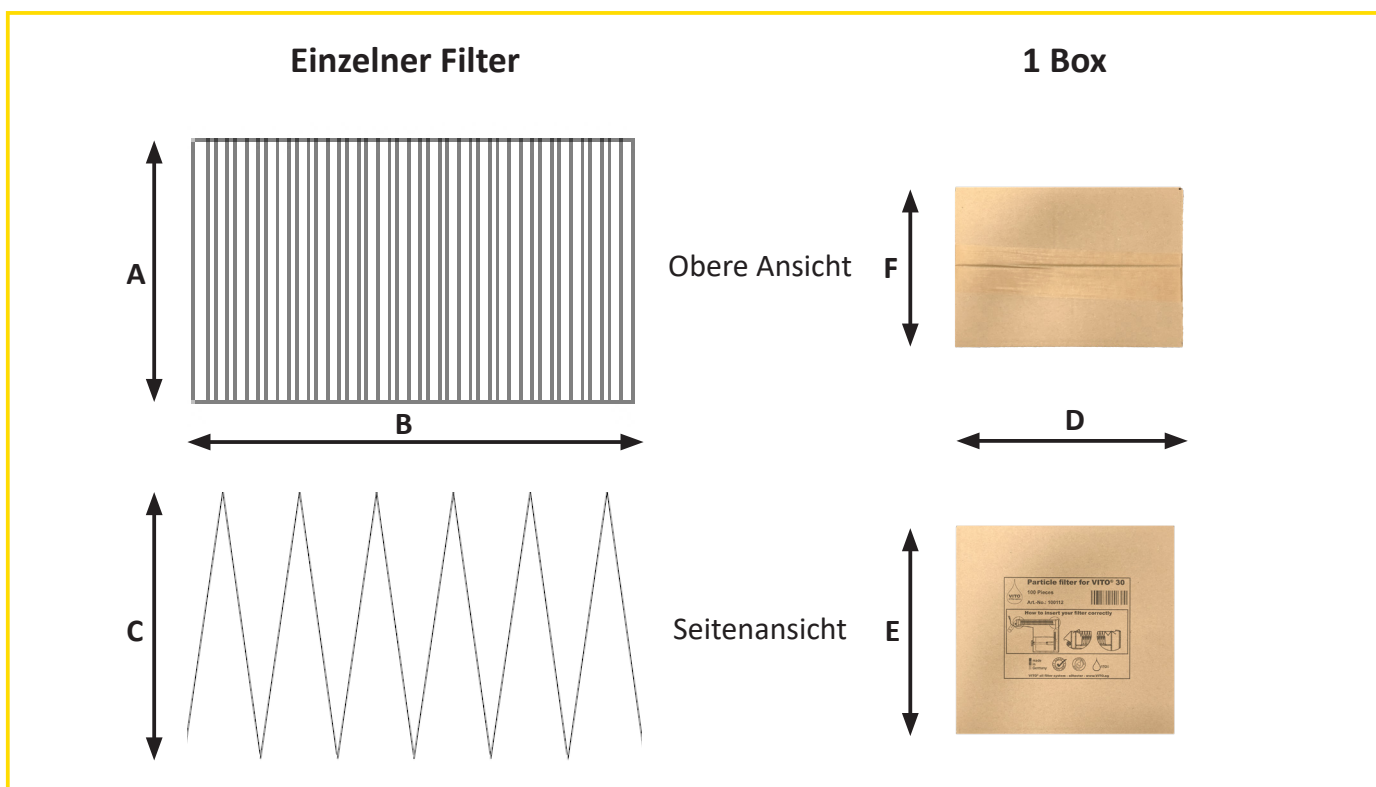 Einzelner Filter
1 Box
A
Obere Ansicht
F
B
D
C
Seitenansicht
E
Particle filter for VITO® 30
100 Pieces
VITO
How to insert your filter correctly